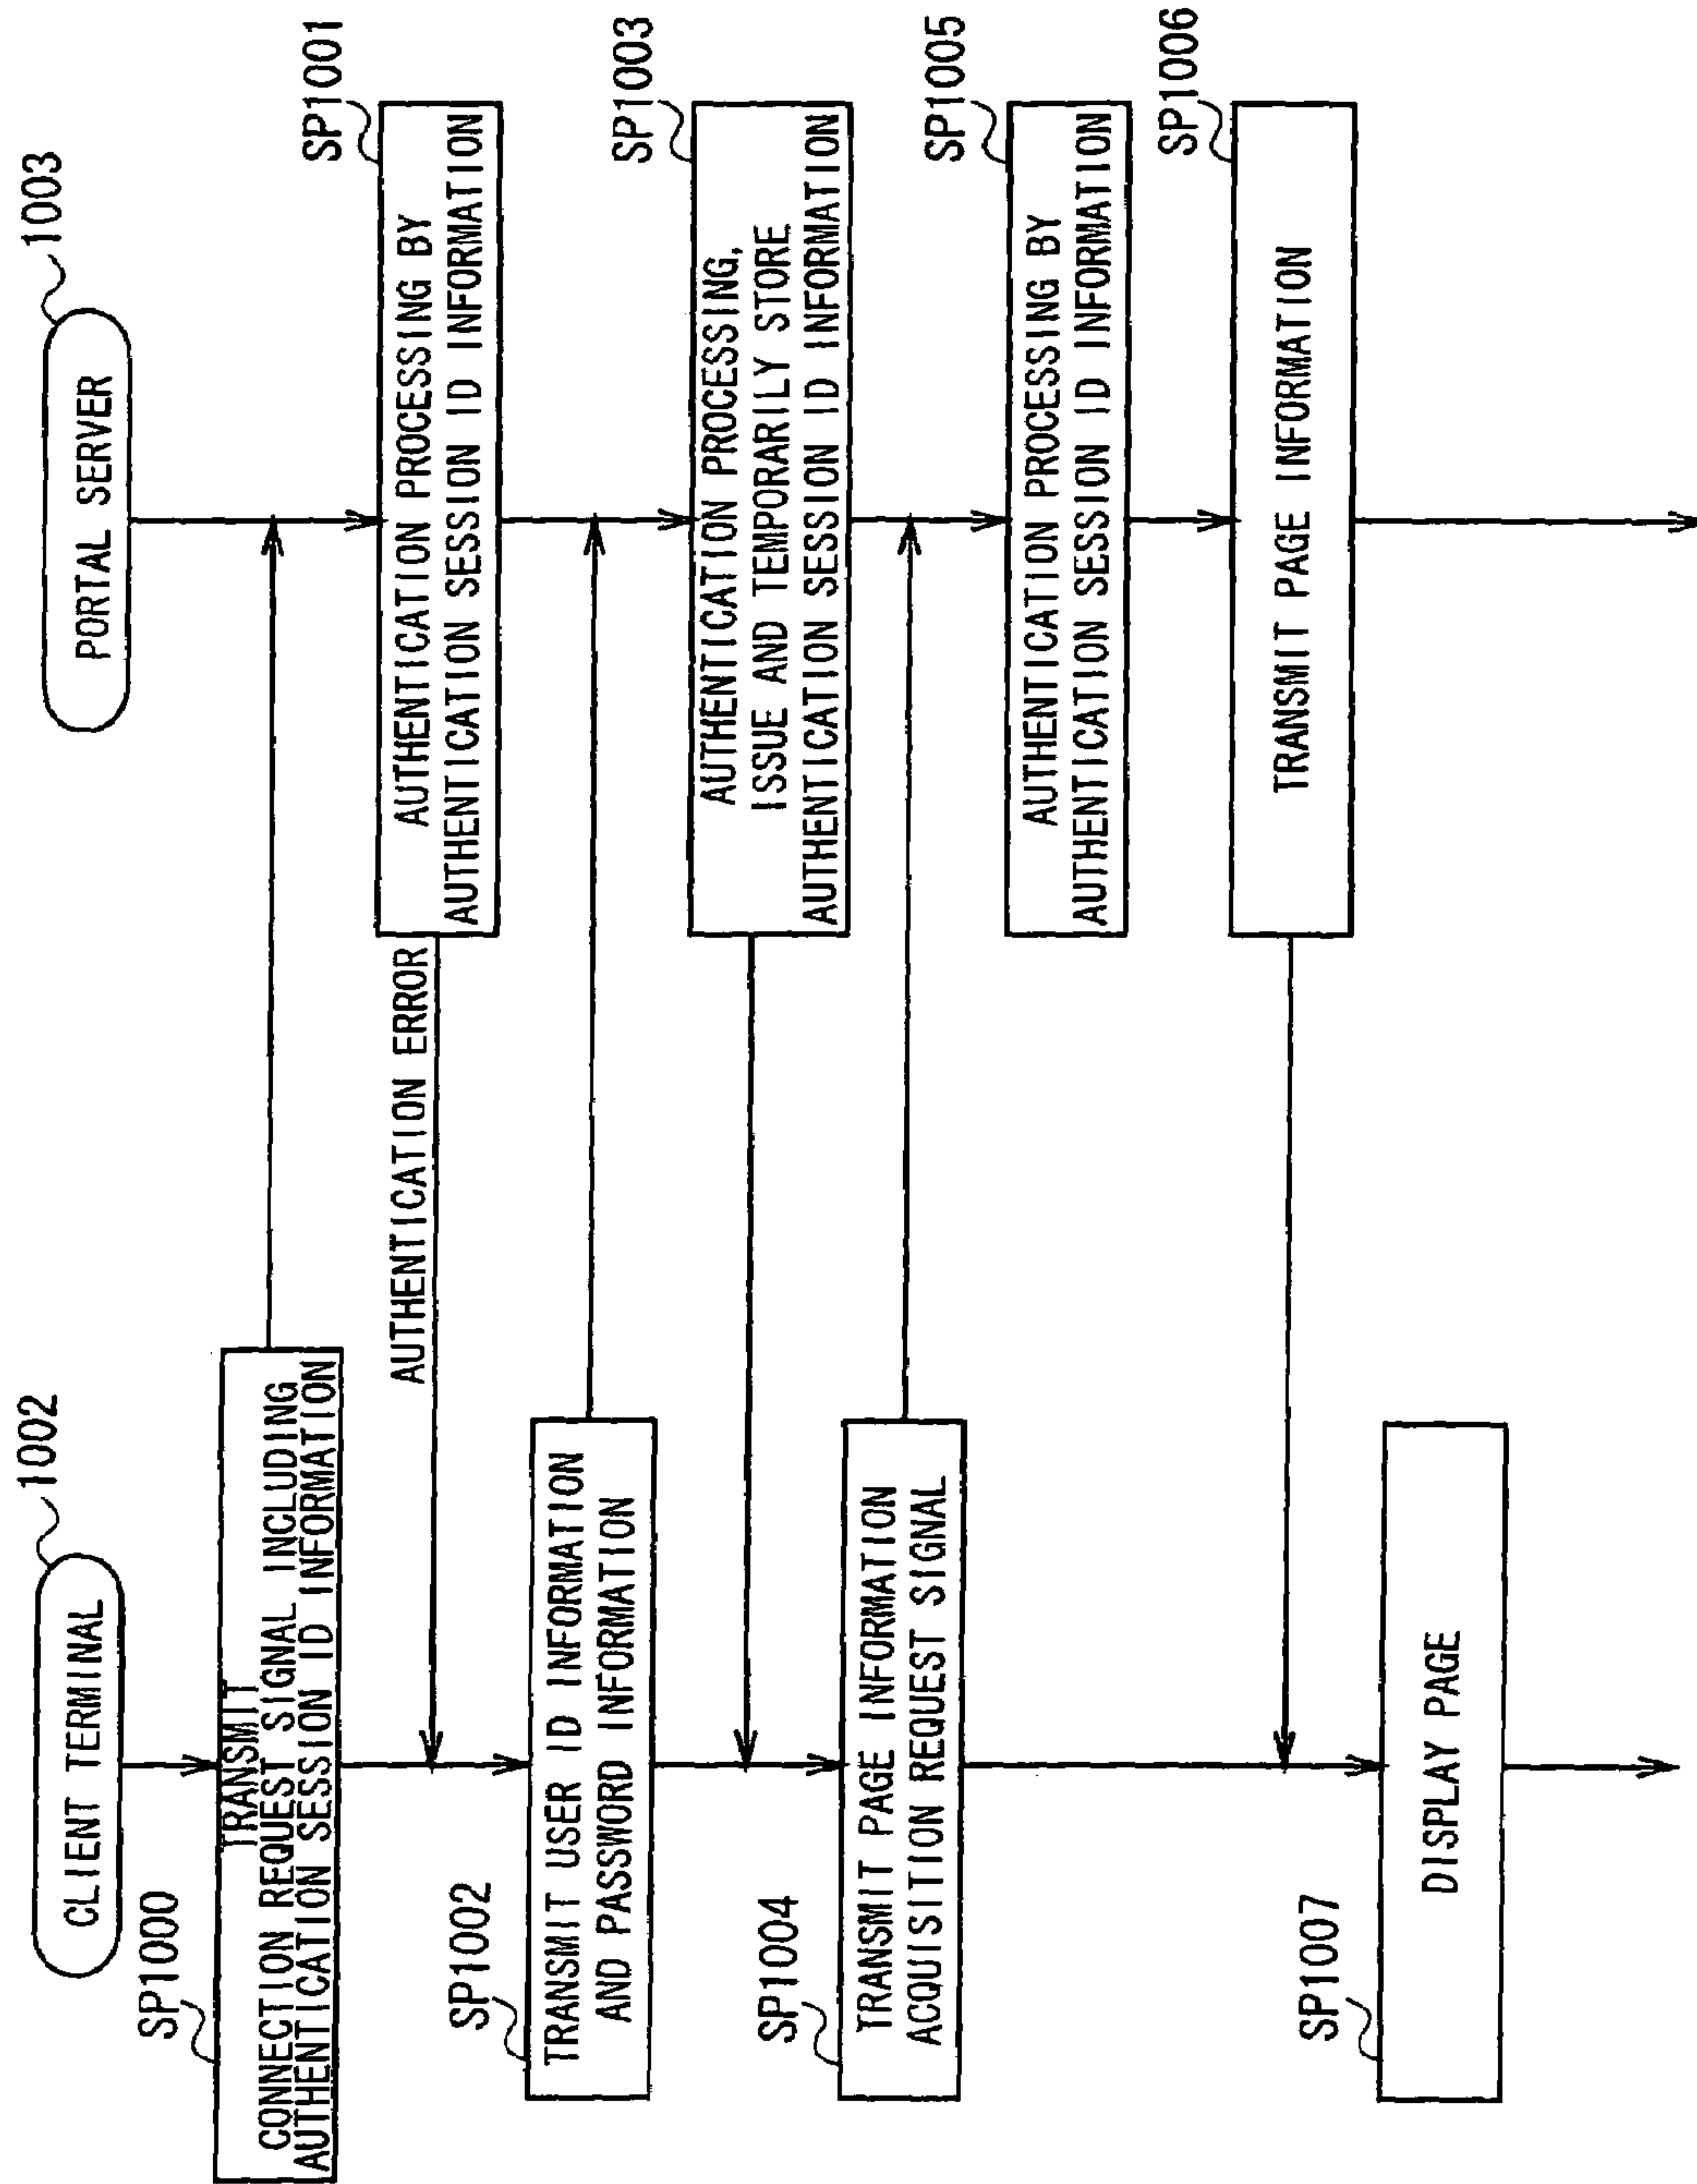 CLIENT TERMINAL
1002
PORTAL SERVER
1003
SP1000
TRANSMIT
CONNECTION REQUEST SIGNAL INCLUDING
AUTHENTICATION SESSION ID INFORMATION
SP1001
AUTHENTICATION PROCESSING BY
AUTHENTICATION SESSION ID INFORMATION
AUTHENTICATION ERROR
SP1002
TRANSMIT USER ID INFORMATION
AND PASSWORD INFORMATION
SP1003
AUTHENTICATION PROCESSING,
ISSUE AND TEMPORARILY STORE
AUTHENTICATION SESSION ID INFORMATION
SP1004
TRANSMIT PAGE INFORMATION
ACQUISITION REQUEST SIGNAL
SP1005
AUTHENTICATION PROCESSING BY
AUTHENTICATION SESSION ID INFORMATION
SP1006
TRANSMIT PAGE INFORMATION
SP1007
DISPLAY PAGE